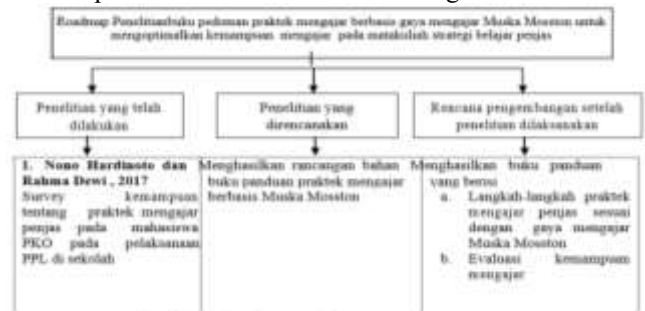 Roadmap Penelitianbuku pedoman praktek mengajar berbasis gaya mengajar Muska Mosston untuk
mengoptimalkan kemampuan mengajar pada matakuliah strategi belajar penjas
Penelitian yang telah
dilakukan
Penelitian yang
direncanakan
Rencana pengembangan setelah
penelitian dilaksanakan
1. Nono Hardinoto dan
Rahma Dewi , 2017
Survey kemampuan
tentang praktek mengajar
penjas pada mahasiswa
PKO pada pelaksanaan
PPL di sekolah
Menghasilkan rancangan bahan
buku panduan praktek mengajar
berbasis Muska Mosston
Menghasilkan buku panduan
yang berisi
a. Langkah-langkah praktek
mengajar penjas sesuai
dengan gaya mengajar
Muska Mosston
b. Evaluasi kemampuan
mengajar